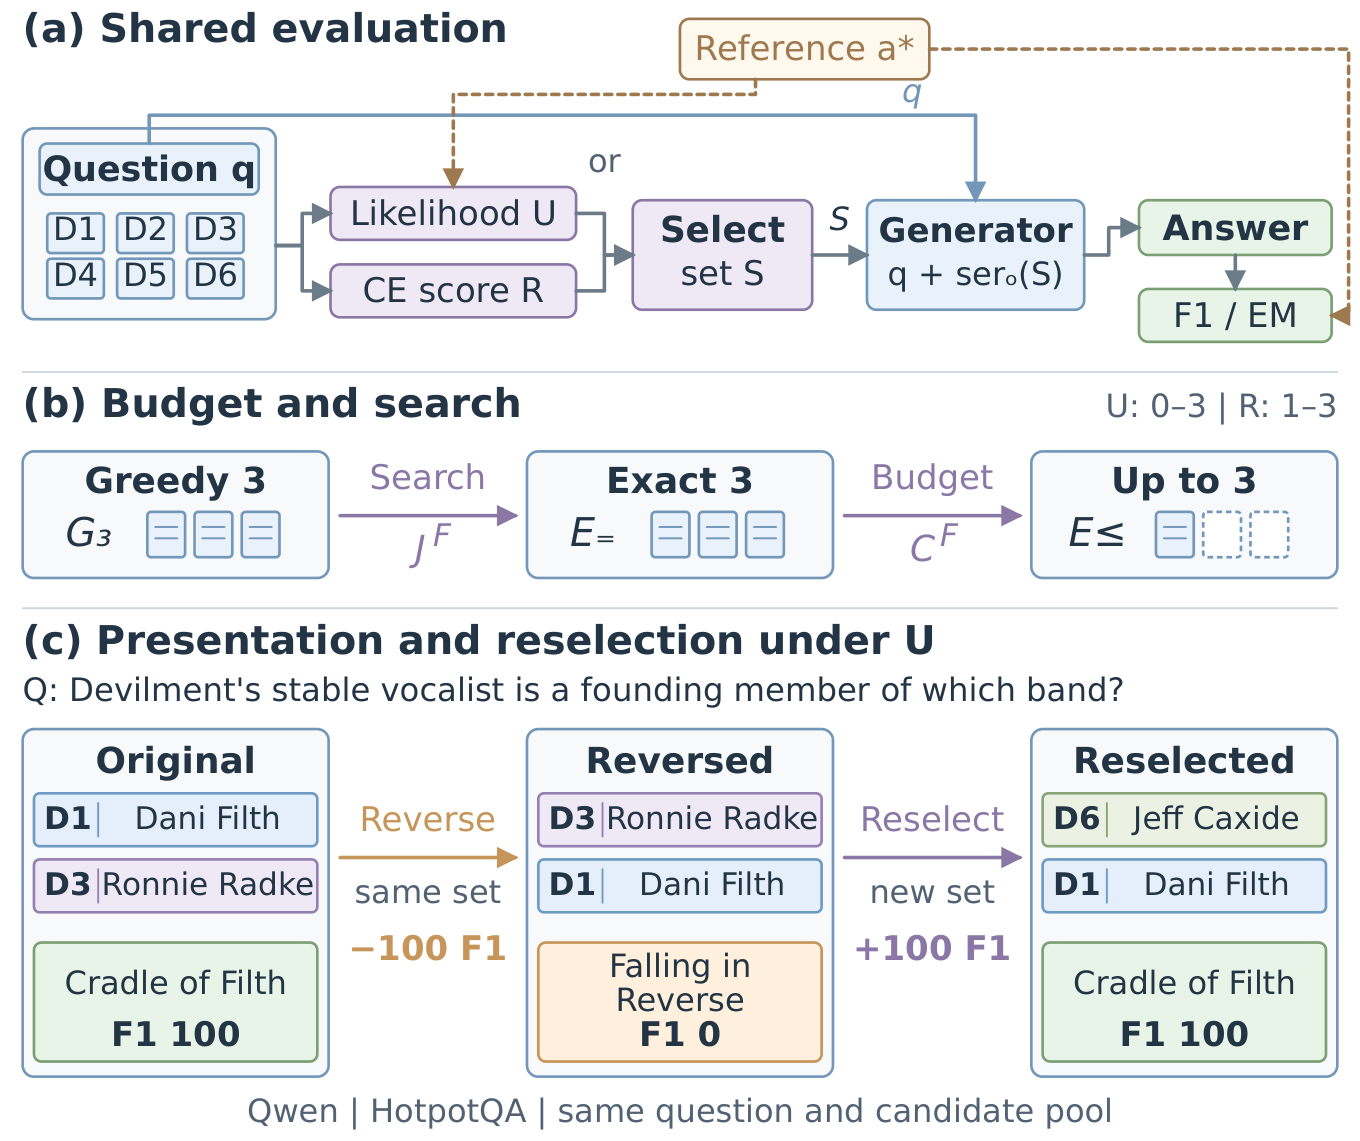 (a) Shared evaluation
Reference a*
q
Question q
or
D1 D2 D3
D4 D5 D6
Likelihood U
CE score R
Select
set S
S
Generator
q + serₒ(S)
Answer
F1 / EM
(b) Budget and search
U: 0–3 | R: 1–3
Greedy 3
G₃
Search
J F
Exact 3
E₌
Budget
C F
Up to 3
E≤
(c) Presentation and reselection under U
Q: Devilment's stable vocalist is a founding member of which band?
Original
D1 Dani Filth
D3 Ronnie Radke
Cradle of Filth
F1 100
Reverse
same set
−100 F1
Reversed
D3 Ronnie Radke
D1 Dani Filth
Falling in
Reverse
F1 0
Reselect
new set
+100 F1
Reselected
D6 Jeff Caxide
D1 Dani Filth
Cradle of Filth
F1 100
Qwen | HotpotQA | same question and candidate pool